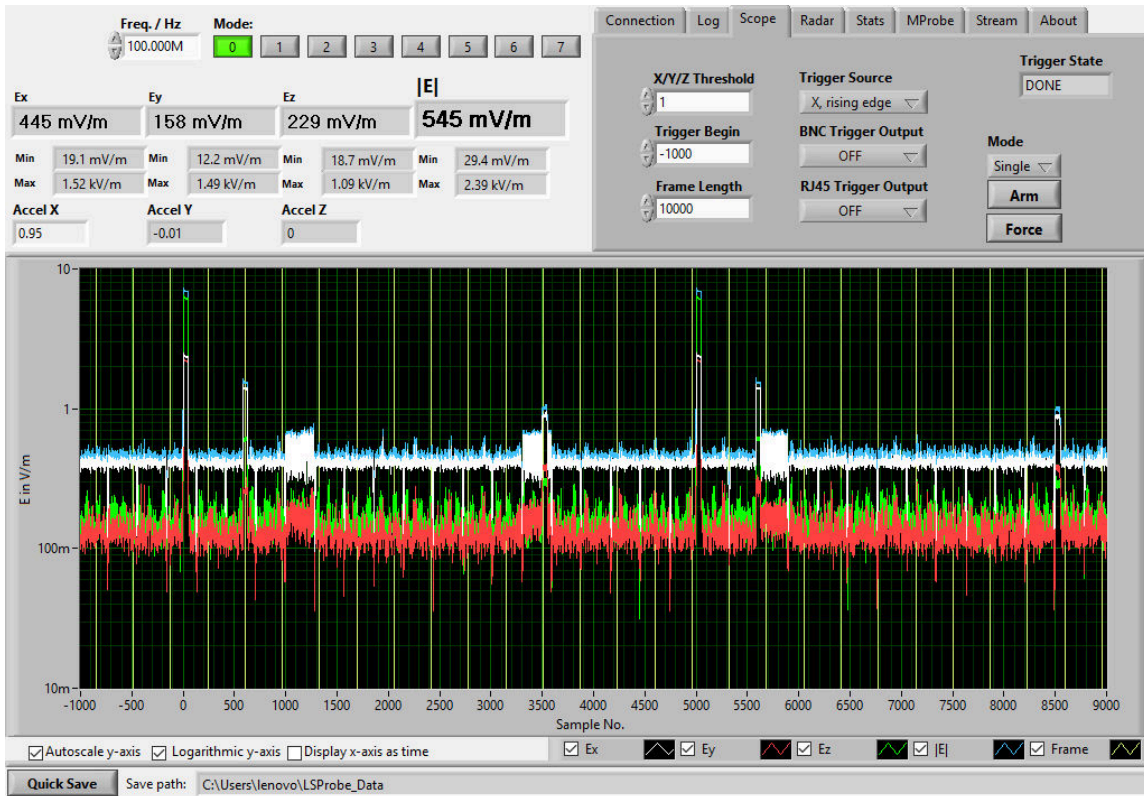 Freq. / Hz Mode:
100.000M 0 1 2 3 4 5 6 7
Connection Log Scope Radar Stats MProbe Stream About
Ex Ey Ez |E|
445 mV/m 158 mV/m 229 mV/m 545 mV/m
Min 19.1 mV/m Min 12.2 mV/m Min 18.7 mV/m Min 29.4 mV/m
Max 1.52 kV/m Max 1.49 kV/m Max 1.09 kV/m Max 2.39 kV/m
Accel X Accel Y Accel Z
0.95 -0.01 0
X/Y/Z Threshold
1
Trigger Begin
-1000
Frame Length
10000
Trigger Source
X, rising edge
BNC Trigger Output
OFF
RJ45 Trigger Output
OFF
Trigger State
DONE
Mode
Single
Arm
Force
E in V/m
10
1
100m
10m
-1000 -500 0 500 1000 1500 2000 2500 3000 3500 4000 4500 5000 5500 6000 6500 7000 7500 8000 8500 9000
Sample No.
Autoscale y-axis Logarithmic y-axis Display x-axis as time Ex Ey Ez |E| Frame
Quick Save Save path: C:\Users\lenovo\LSProbe_Data